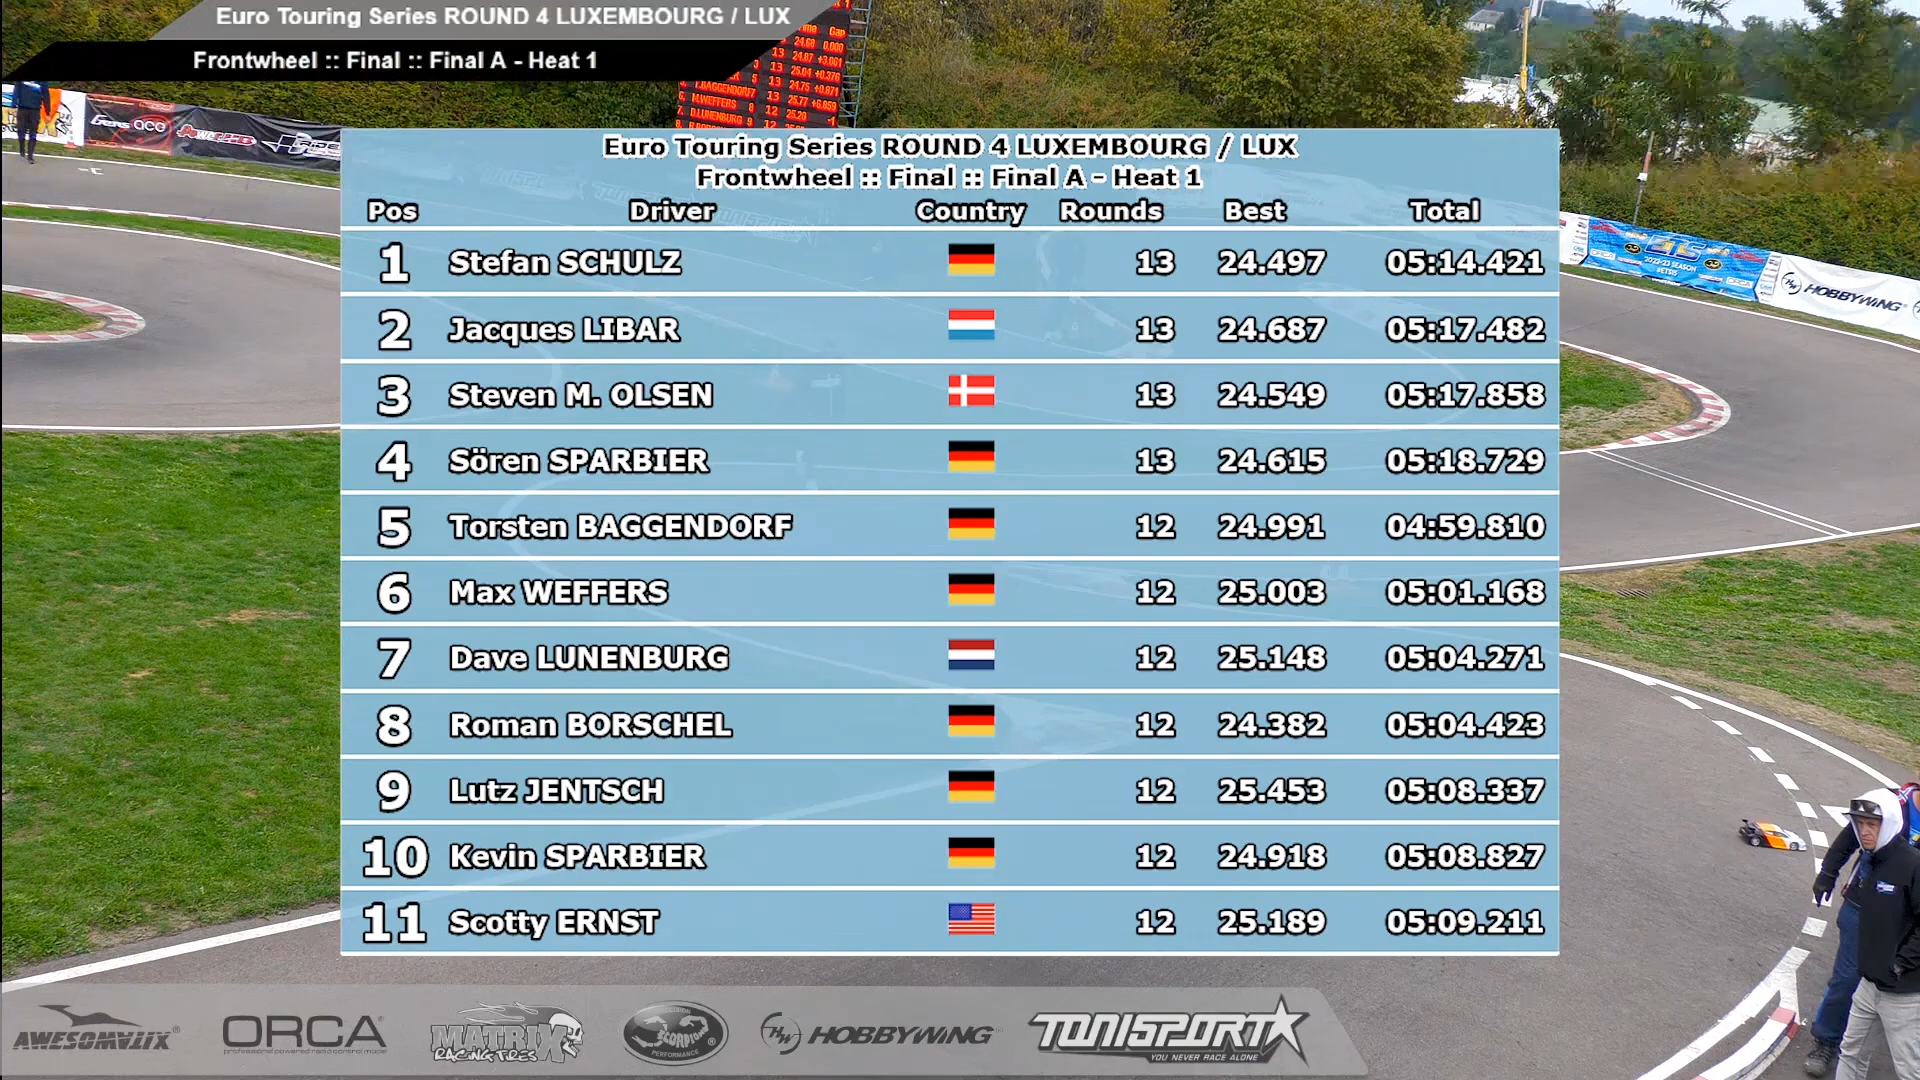 Euro Touring Series ROUND 4 LUXEMBOURG / LUX
Frontwheel :: Final :: Final A - Heat 1
Gens ace
HOBBYWING
Euro Touring Series ROUND 4 LUXEMBOURG / LUX
Frontwheel :: Final :: Final A - Heat 1
Pos Driver Country Rounds Best Total
1 Stefan SCHULZ 13 24.497 05:14.421
2 Jacques LIBAR 13 24.687 05:17.482
3 Steven M. OLSEN 13 24.549 05:17.858
4 Sören SPARBIER 13 24.615 05:18.729
5 Torsten BAGGENDORF 12 24.991 04:59.810
6 Max WEFFERS 12 25.003 05:01.168
7 Dave LUNENBURG 12 25.148 05:04.271
8 Roman BORSCHEL 12 24.382 05:04.423
9 Lutz JENTSCH 12 25.453 05:08.337
10 Kevin SPARBIER 12 24.918 05:08.827
11 Scotty ERNST 12 25.189 05:09.211
AWESOMATIX ORCA MATRIX RACING TIRES SCORPION PERFORMANCE HOBBYWING TONISPORT
YOU NEVER RACE ALONE